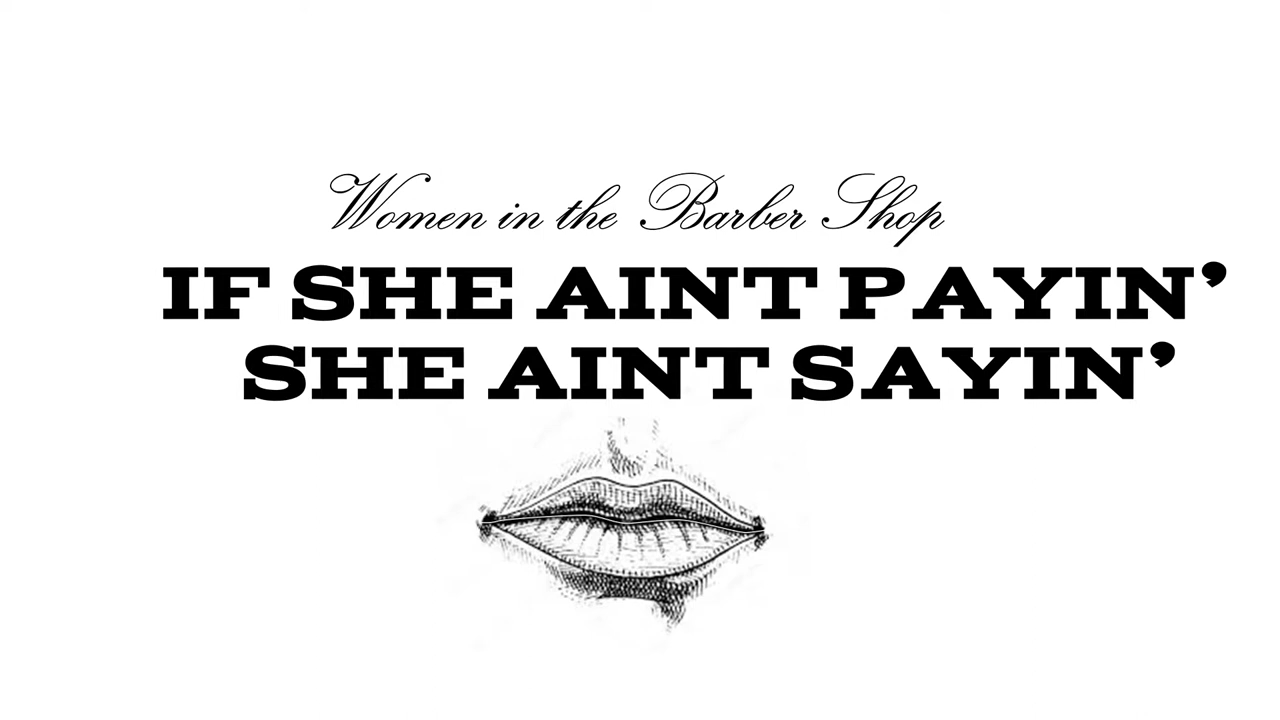 Women in the Barber Shop
IF SHE AINT PAYIN’
SHE AINT SAYIN’